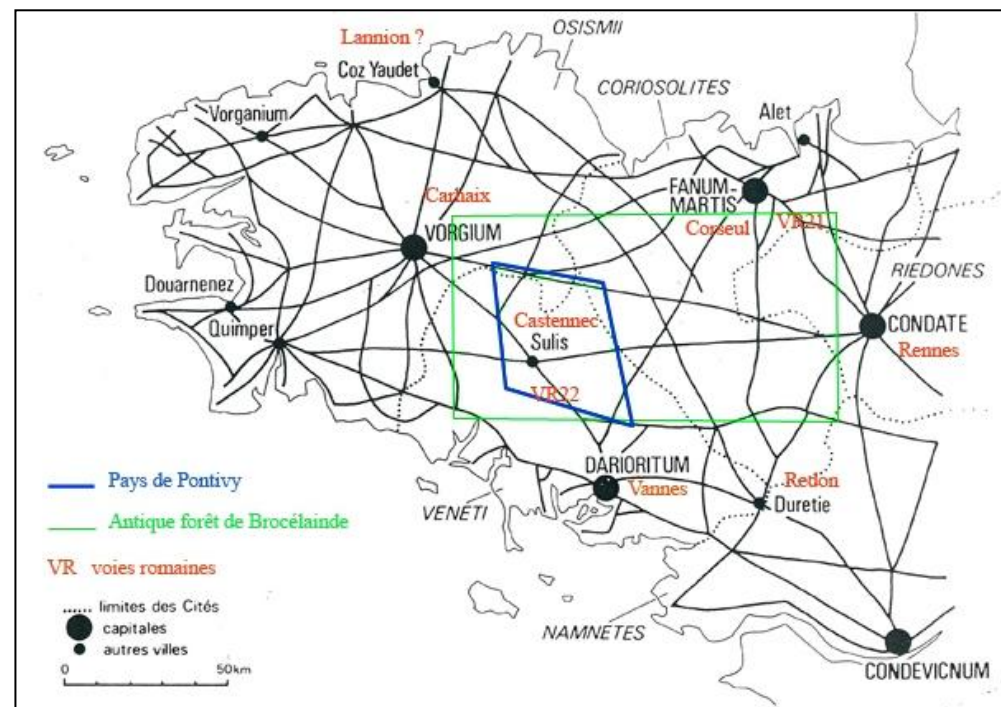 Lannion ?
OSISMII
Coz Yaudet
CORIOSOLITES
Vorganium
Alet
FANUM-
MARTIS
Carhaix
Corseul
VR21
VORGIUM
RIEDONES
Douarnenez
Quimper
Castennec
Sulis
CONDATE
Rennes
VR22
DARIORITUM
Vannes
Redon
Duretie
Pays de Pontivy
VENETI
Antique forêt de Brocélainde
VR voies romaines
limites des Cités
capitales
autres villes
NAMNETES
0 50km
CONDEVICNUM